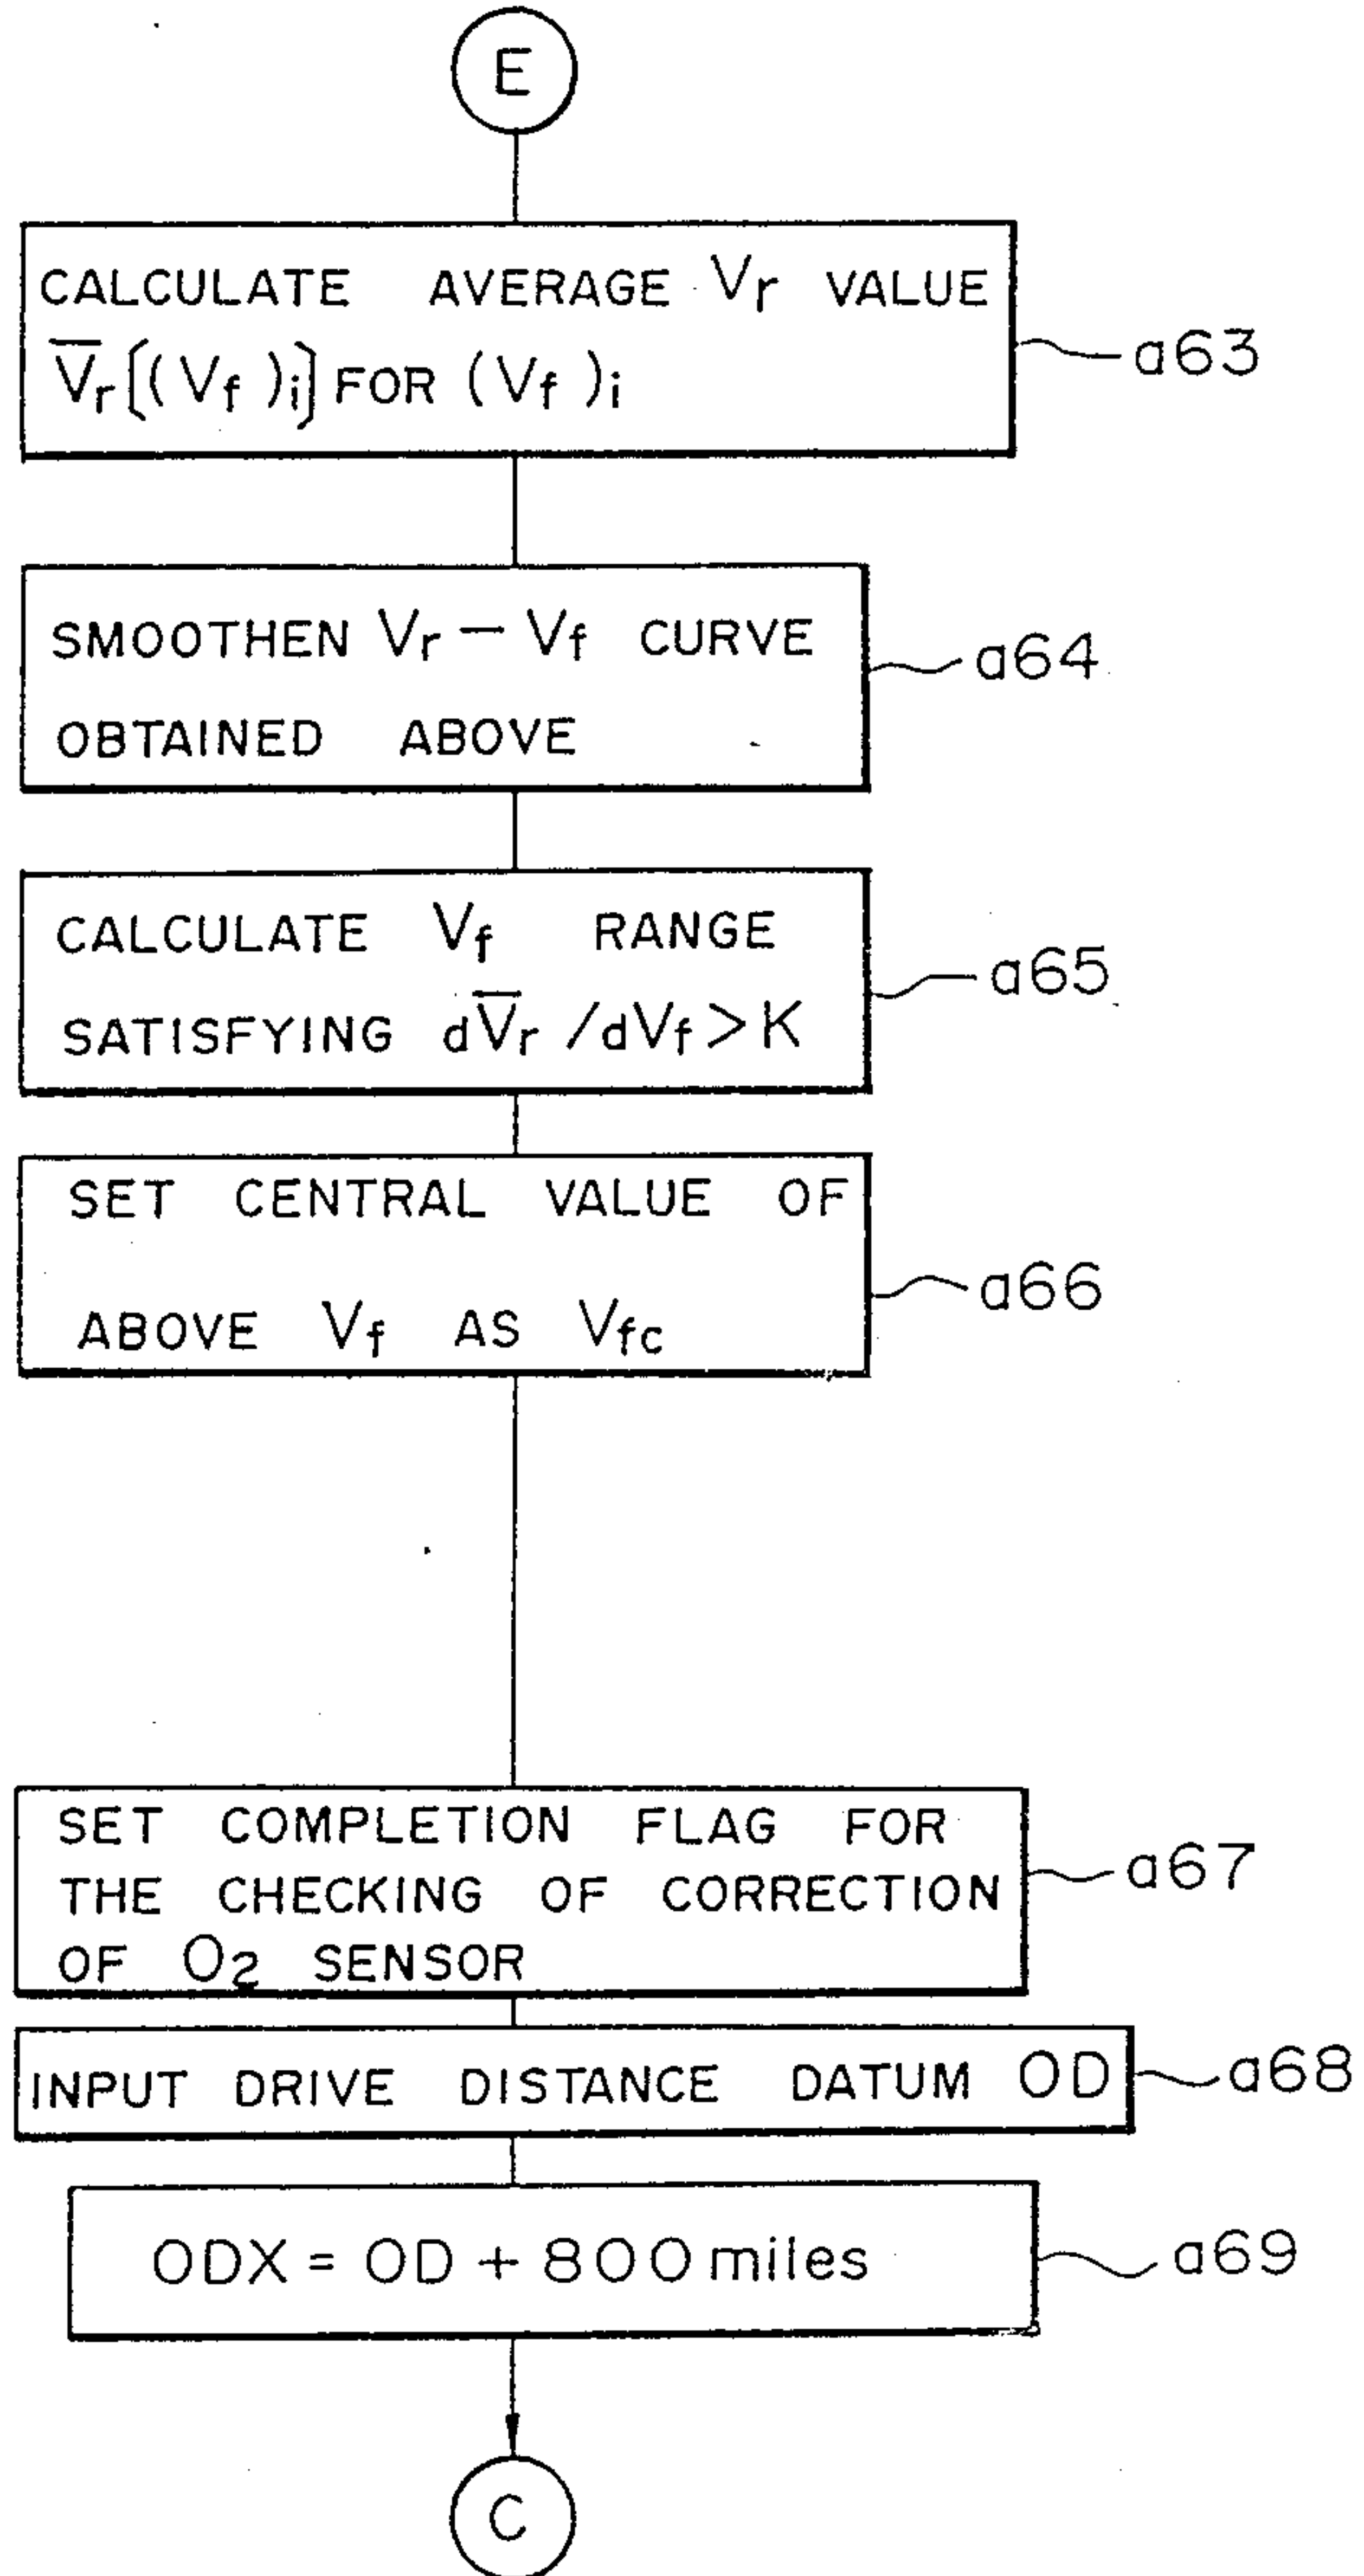 E
CALCULATE AVERAGE Vr VALUE
V̅r[(Vf)i] FOR (Vf)i
a63
SMOOTHEN Vr – Vf CURVE
OBTAINED ABOVE
a64
CALCULATE Vf RANGE
SATISFYING dV̅r/dVf>K
a65
SET CENTRAL VALUE OF
ABOVE Vf AS Vfc
a66
SET COMPLETION FLAG FOR
THE CHECKING OF CORRECTION
OF O2 SENSOR
a67
INPUT DRIVE DISTANCE DATUM OD
a68
ODX = OD + 800 miles
a69
C